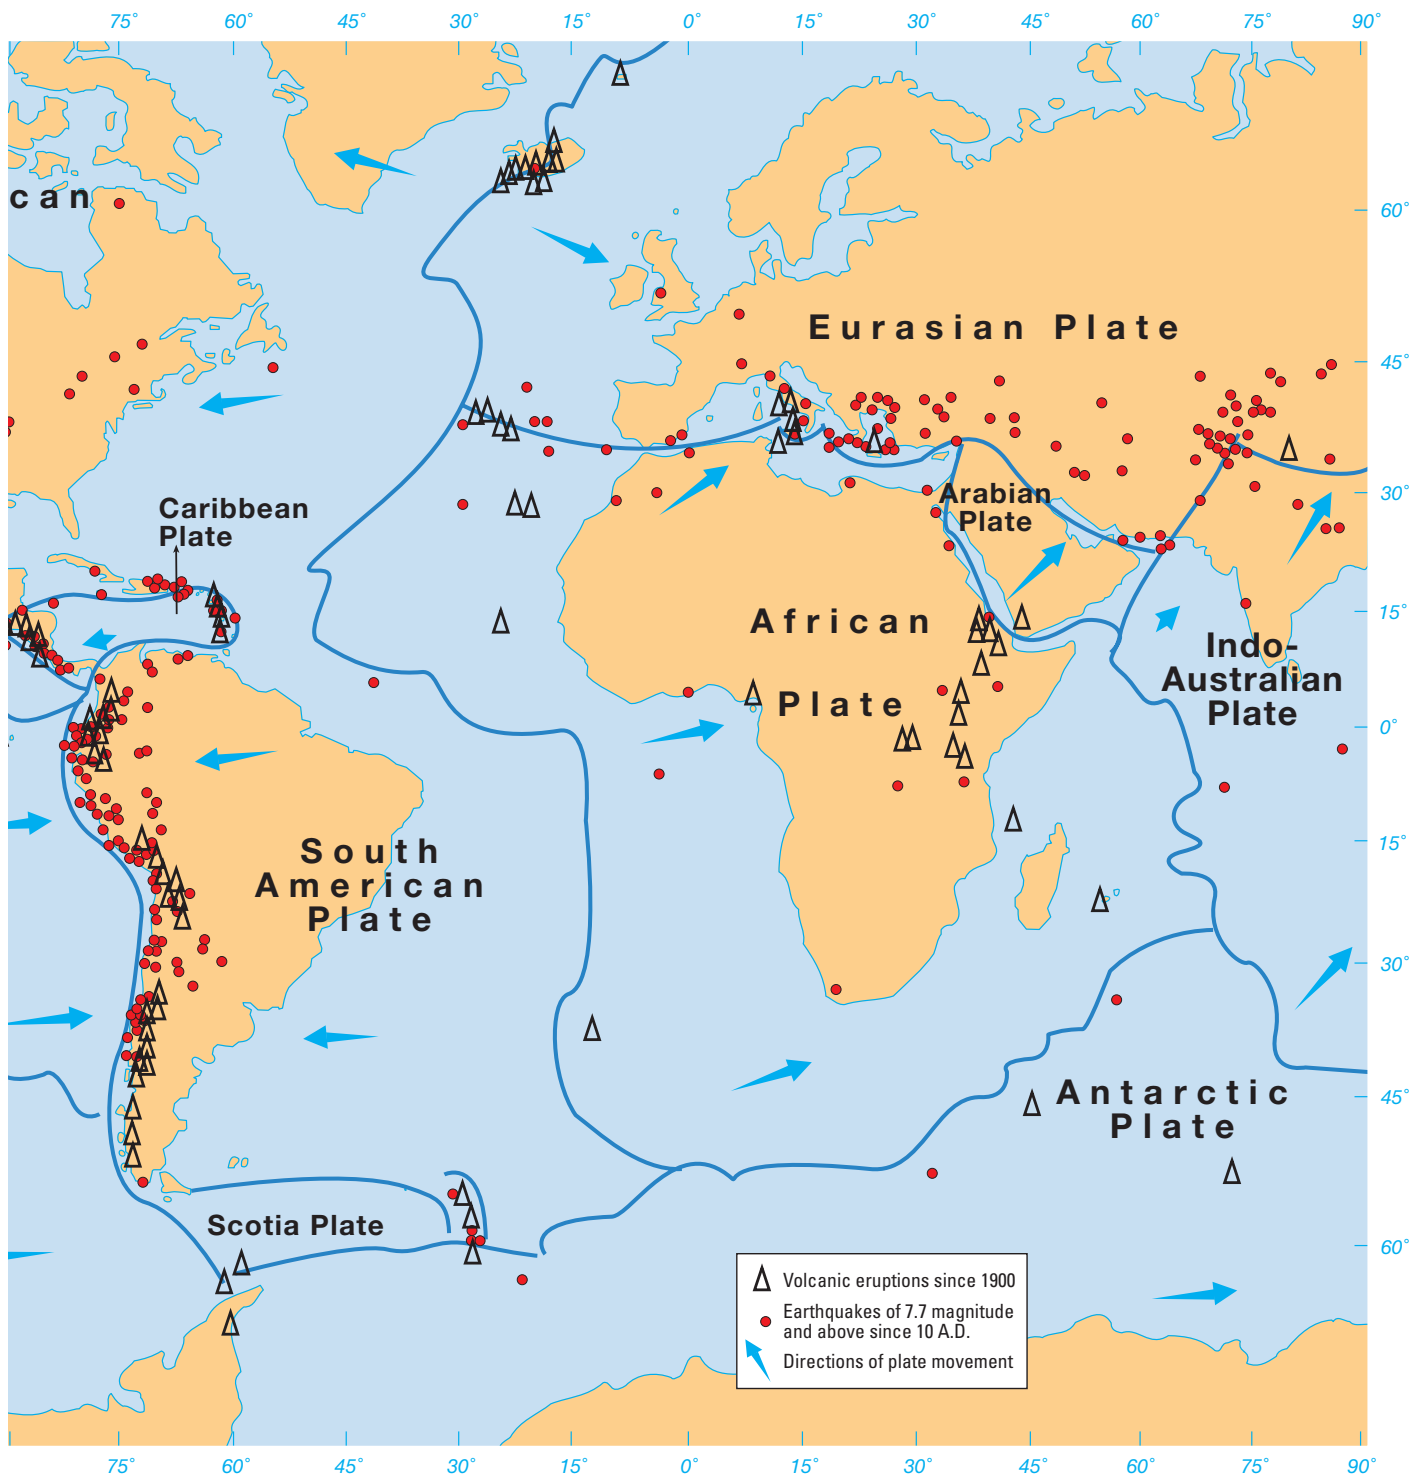 75° 60° 45° 30° 15° 0° 15° 30° 45° 60° 75° 90°
can
60°
Eurasian Plate
45°
30°
Arabian
Plate
Caribbean
Plate
15°
African
Plate
Indo-
Australian
Plate
0°
South
American
Plate
15°
30°
Antarctic
Plate
45°
Scotia Plate
60°
Volcanic eruptions since 1900
Earthquakes of 7.7 magnitude
and above since 10 A.D.
Directions of plate movement
75° 60° 45° 30° 15° 0° 15° 30° 45° 60° 75° 90°